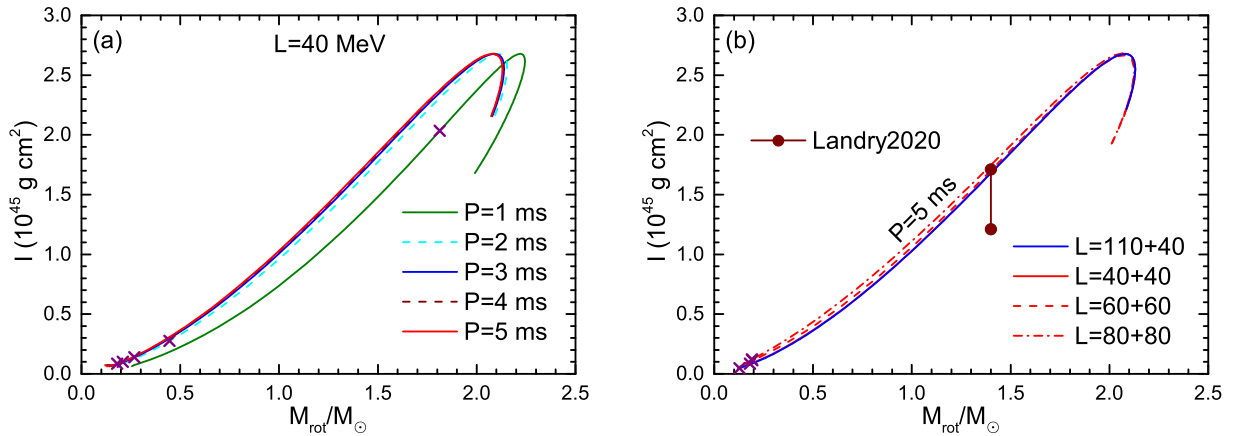 (a)
L=40 MeV
I (10^45 g cm^2)
3.0
2.5
2.0
1.5
1.0
0.5
0.0
P=1 ms
P=2 ms
P=3 ms
P=4 ms
P=5 ms
0.0 0.5 1.0 1.5 2.0 2.5
M_rot/M_☉
(b)
I (10^45 g cm^2)
3.0
2.5
2.0
1.5
1.0
0.5
0.0
Landry2020
P=5 ms
L=110+40
L=40+40
L=60+60
L=80+80
0.0 0.5 1.0 1.5 2.0 2.5
M_rot/M_☉